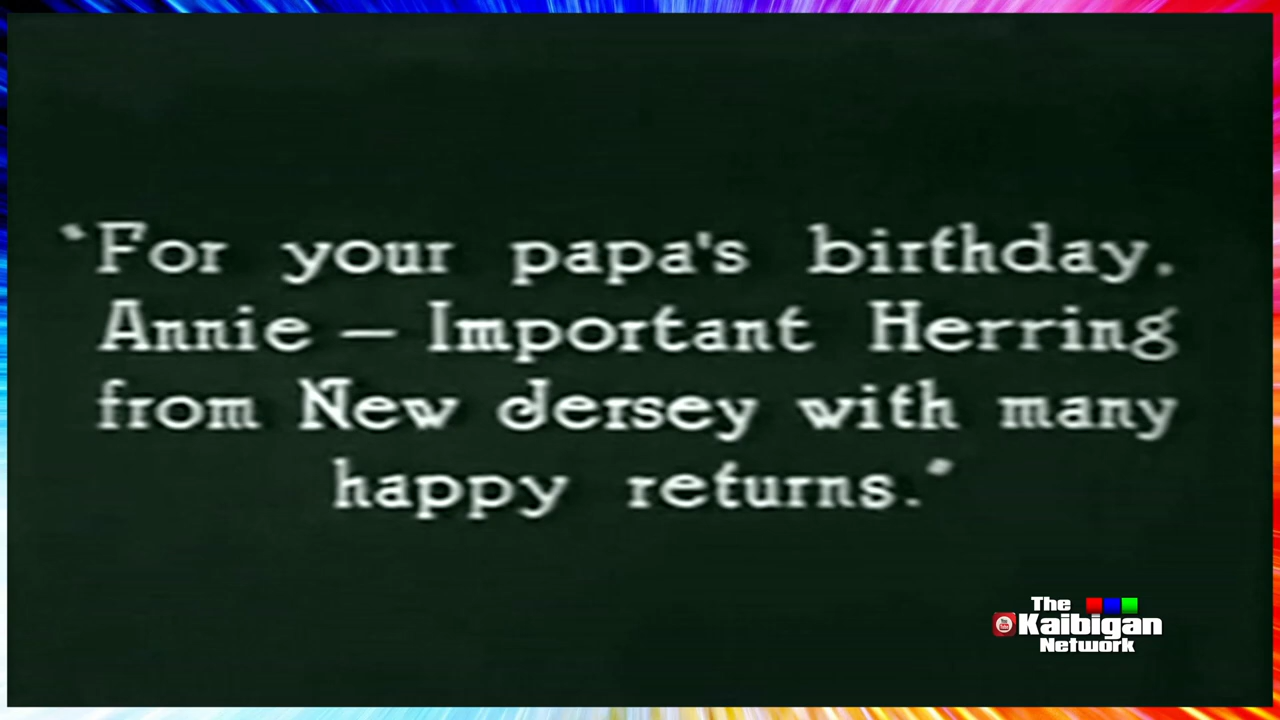 "For your papa's birthday,
Annie — Important Herring
from New Jersey with many
happy returns."
The
Kaibigan
Network